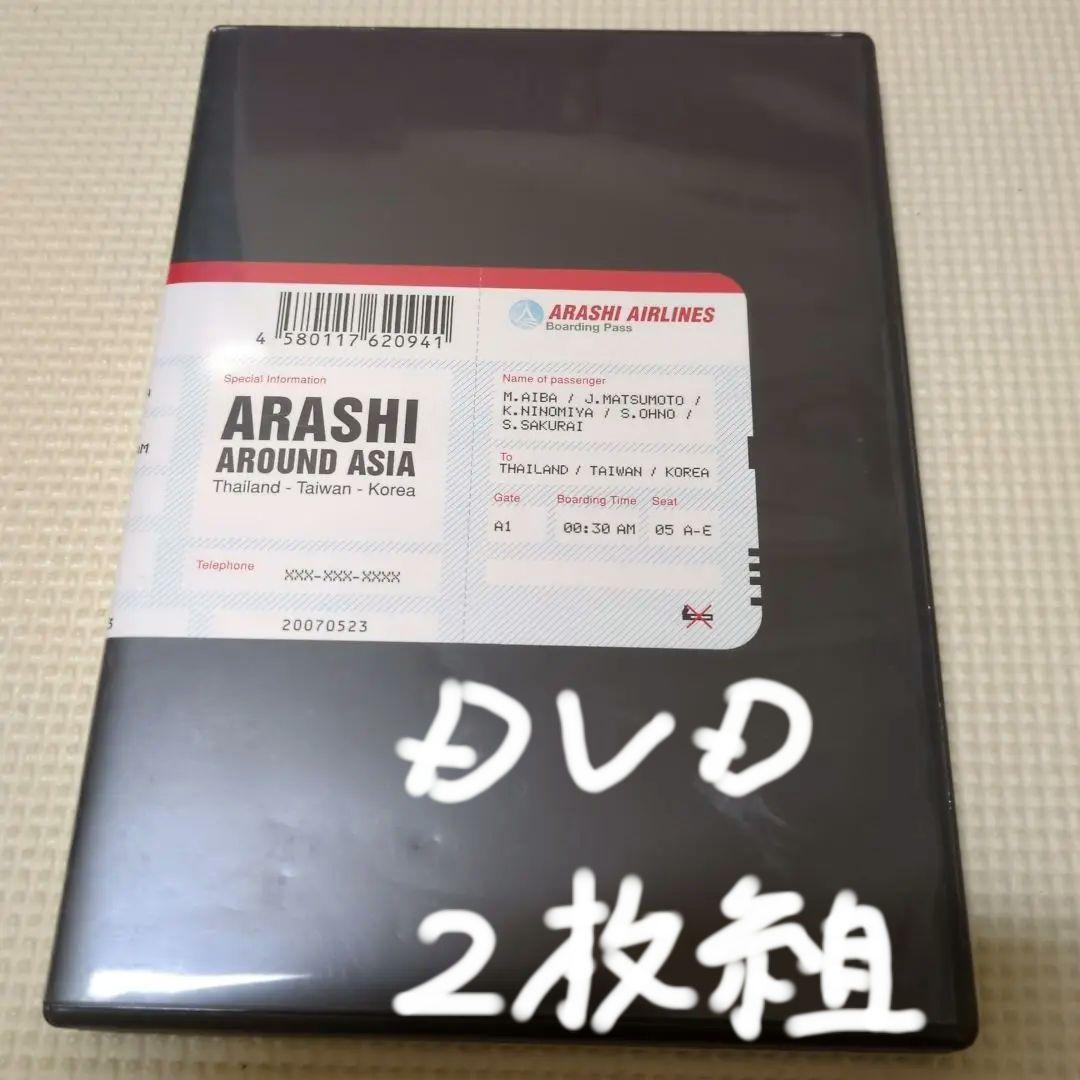 4 580117 620941
Special Information
ARASHI
AROUND ASIA
Thailand - Taiwan - Korea
Telephone
XXX-XXX-XXXX
20070523
ARASHI AIRLINES
Boarding Pass
Name of passenger
M.AIBA / J.MATSUMOTO /
K.NINOMIYA / S.OHNO /
S.SAKURAI
To
THAILAND / TAIWAN / KOREA
Gate Boarding Time Seat
A1 00:30 AM 05 A-E
DVD
2枚組